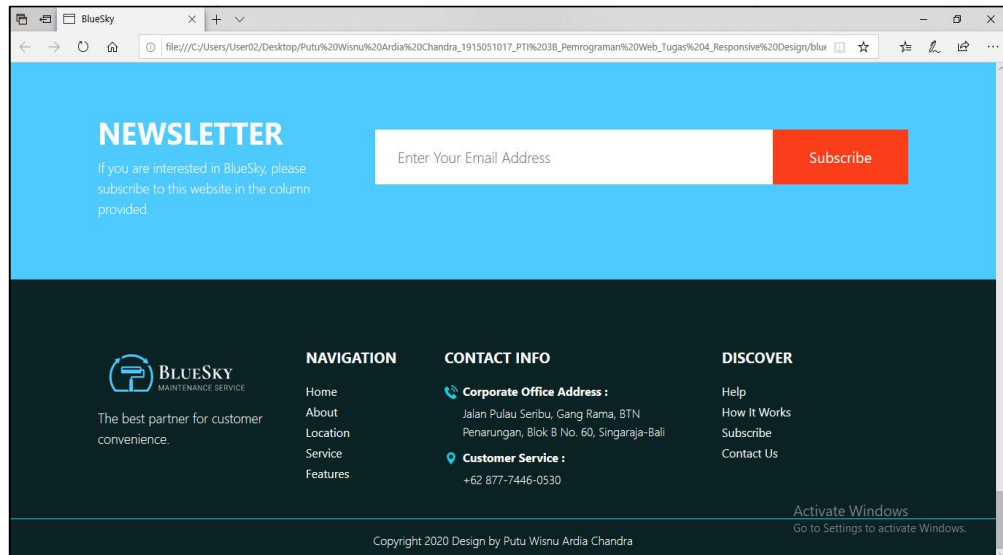 BlueSky
file:///C:/Users/User02/Desktop/Putu%20Wisnu%20Ardia%20Chandra_1915051017_PTI%203B_Pemrograman%20Web_Tugas%204_Responsive%20Design/blue
NEWSLETTER
If you are interested in BlueSky, please
subscribe to this website in the column
provided.
Enter Your Email Address
Subscribe
BLUESKY
MAINTENANCE SERVICE
The best partner for customer
convenience.
NAVIGATION
Home
About
Location
Service
Features
CONTACT INFO
Corporate Office Address :
Jalan Pulau Seribu, Gang Rama, BTN
Penarungan, Blok B No. 60, Singaraja-Bali
Customer Service :
+62 877-7446-0530
DISCOVER
Help
How It Works
Subscribe
Contact Us
Activate Windows
Go to Settings to activate Windows.
Copyright 2020 Design by Putu Wisnu Ardia Chandra